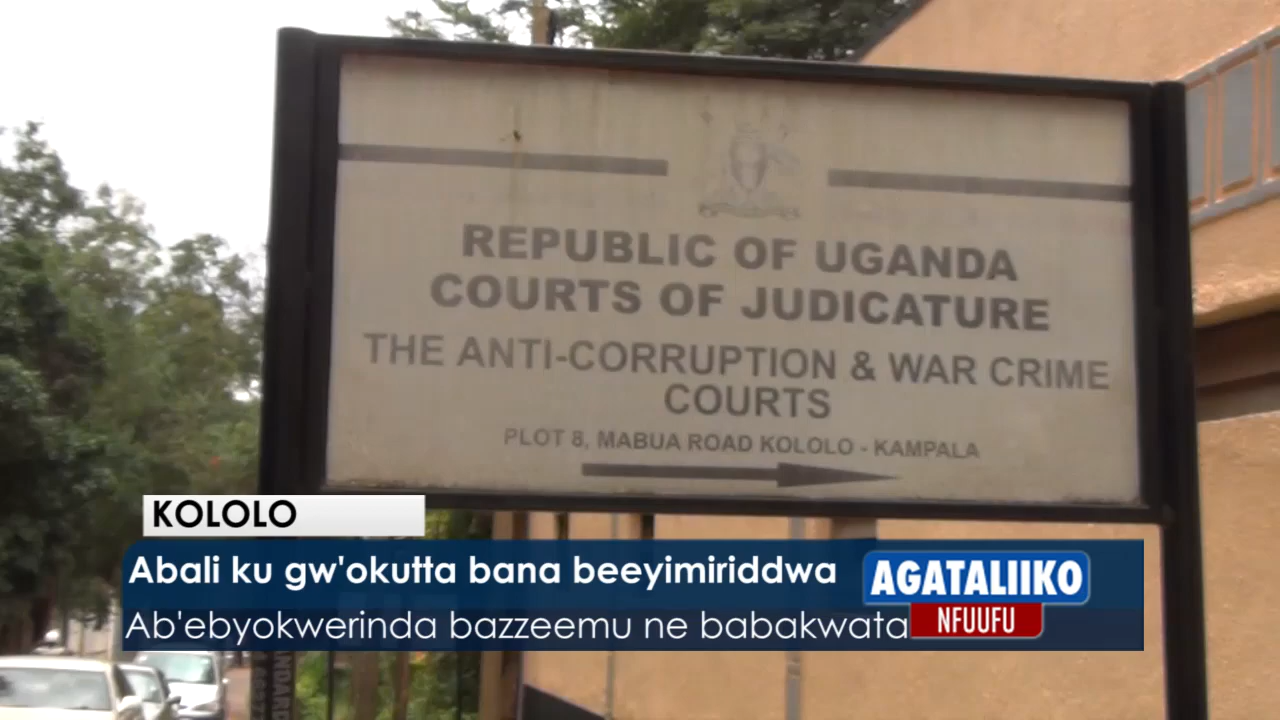 REPUBLIC OF UGANDA
COURTS OF JUDICATURE
THE ANTI-CORRUPTION & WAR CRIME
COURTS
PLOT 8, MABUA ROAD KOLOLO - KAMPALA
KOLOLO
Abali ku gw'okutta bana beeyimiriddwa
Ab'ebyokwerinda bazzeemu ne babakwata
AGATALIIKO
NFUUFU